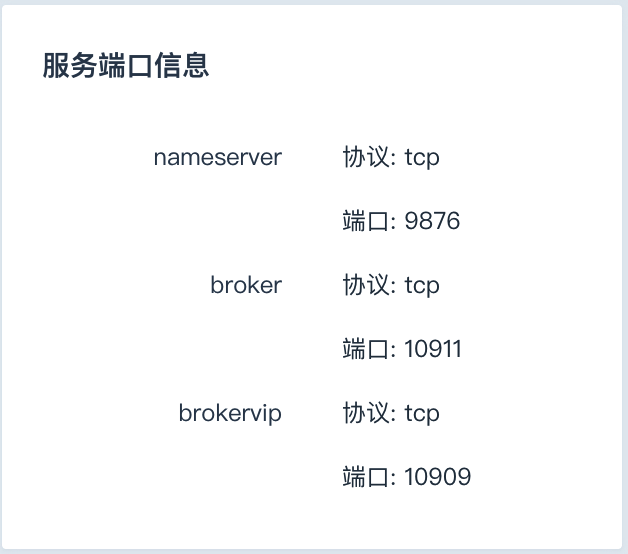 服务端口信息
nameserver 协议: tcp
端口: 9876
broker 协议: tcp
端口: 10911
brokervip 协议: tcp
端口: 10909